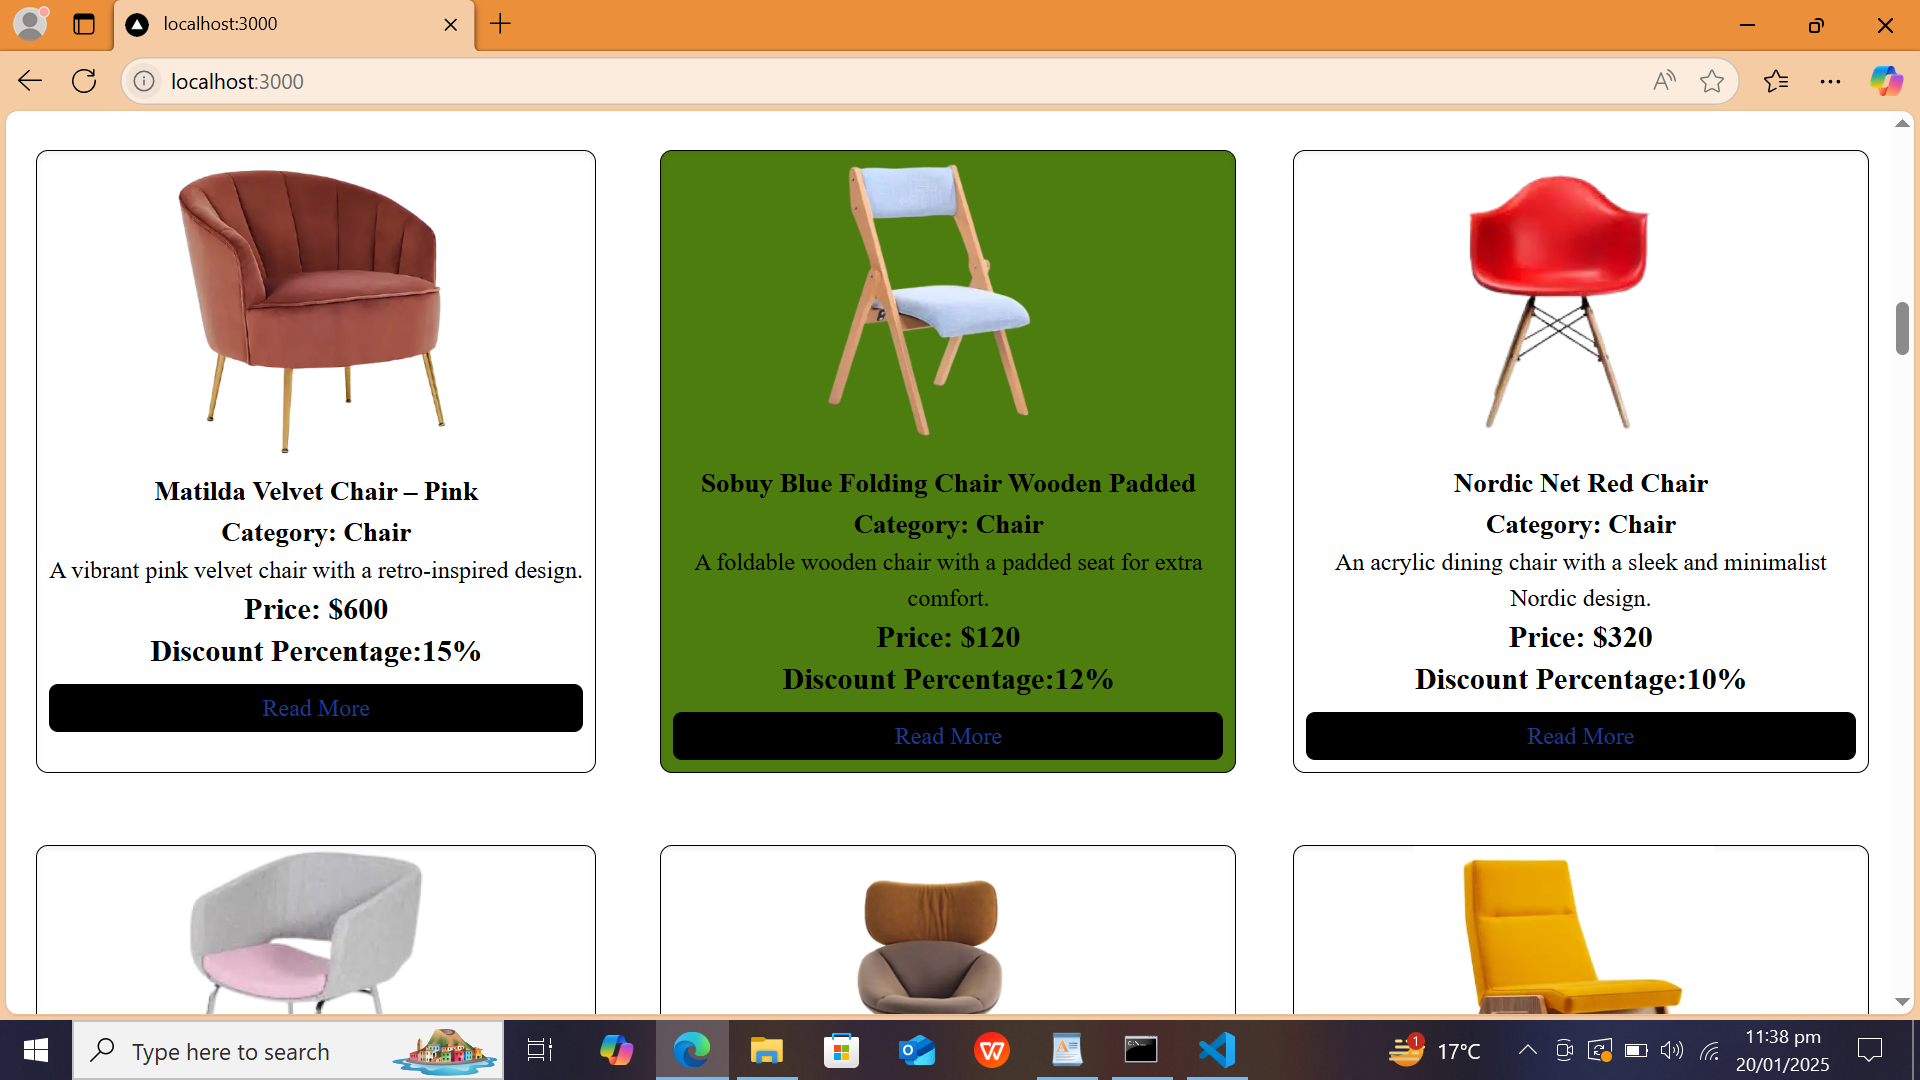 localhost:3000
localhost:3000
Matilda Velvet Chair – Pink
Category: Chair
A vibrant pink velvet chair with a retro-inspired design.
Price: $600
Discount Percentage:15%
Read More
Sobuy Blue Folding Chair Wooden Padded
Category: Chair
A foldable wooden chair with a padded seat for extra
comfort.
Price: $120
Discount Percentage:12%
Read More
Nordic Net Red Chair
Category: Chair
An acrylic dining chair with a sleek and minimalist
Nordic design.
Price: $320
Discount Percentage:10%
Read More
Type here to search
1
17°C
11:38 pm
20/01/2025